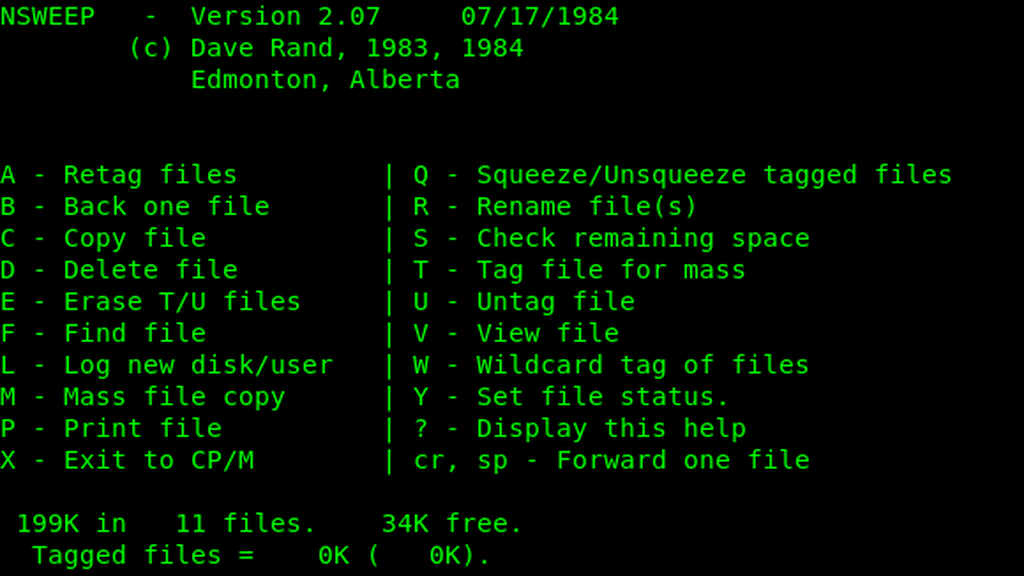 NSWEEP   -  Version 2.07     07/17/1984
        (c) Dave Rand, 1983, 1984
            Edmonton, Alberta
A - Retag files         | Q - Squeeze/Unsqueeze tagged files
B - Back one file       | R - Rename file(s)
C - Copy file           | S - Check remaining space
D - Delete file         | T - Tag file for mass
E - Erase T/U files     | U - Untag file
F - Find file           | V - View file
L - Log new disk/user   | W - Wildcard tag of files
M - Mass file copy      | Y - Set file status.
P - Print file          | ? - Display this help
X - Exit to CP/M        | cr, sp - Forward one file
 199K in   11 files.    34K free.
  Tagged files =    0K (   0K).